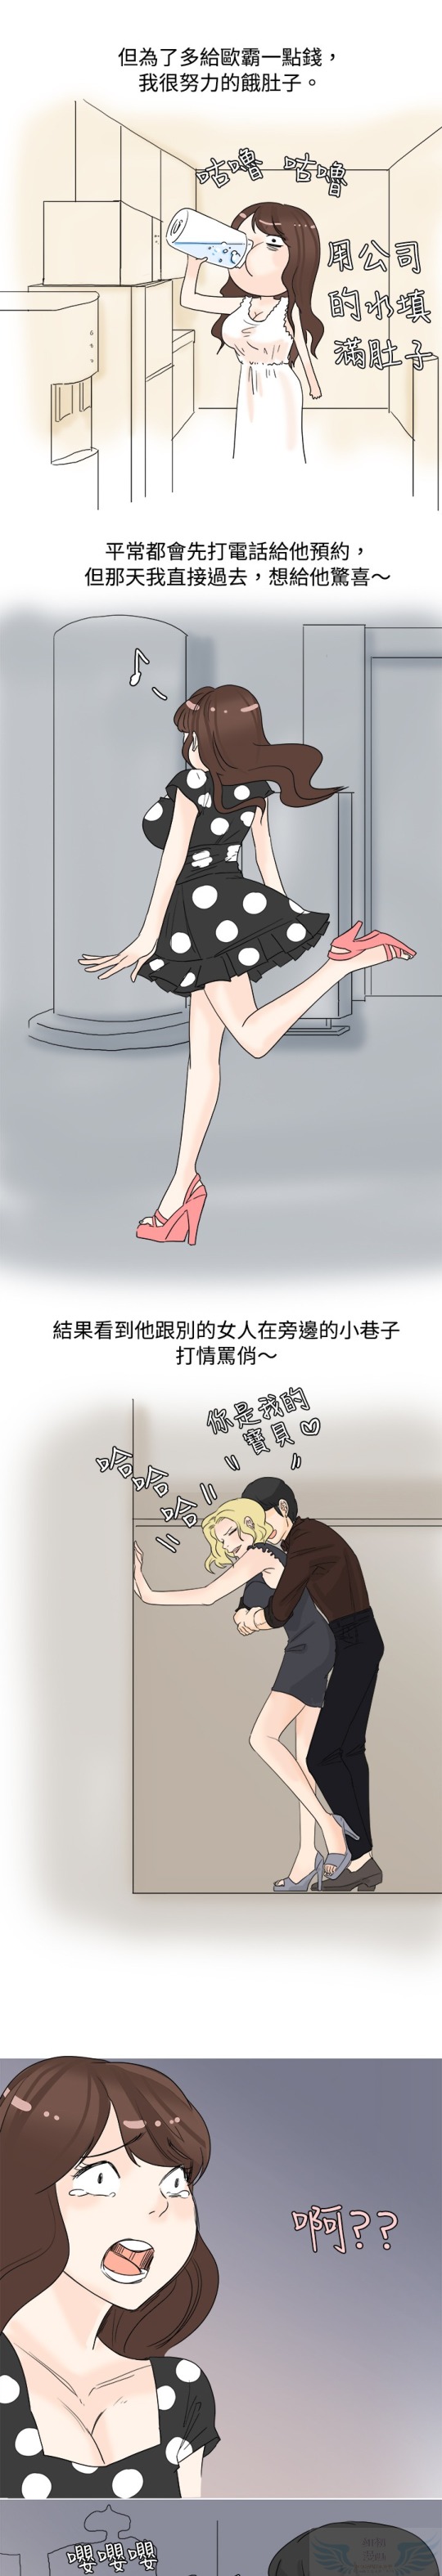 但為了多給歐霸一點錢，
我很努力的餓肚子。
咕嚕 咕嚕
用公司
的水填
滿肚子
平常都會先打電話給他預約，
但那天我直接過去，想給他驚喜～
結果看到他跟別的女人在旁邊的小巷子
打情罵俏～
你是我的
寶貝♡
哈哈
哈
啊??
嚶嚶嚶